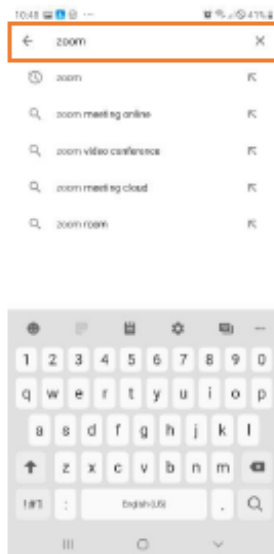 10:48 41%
zoom
zoom
zoom meeting online
zoom video conference
zoom meeting cloud
zoom room
1 2 3 4 5 6 7 8 9 0
q w e r t y u i o p
a s d f g h j k l
z x c v b n m
!#1 : English (US) .